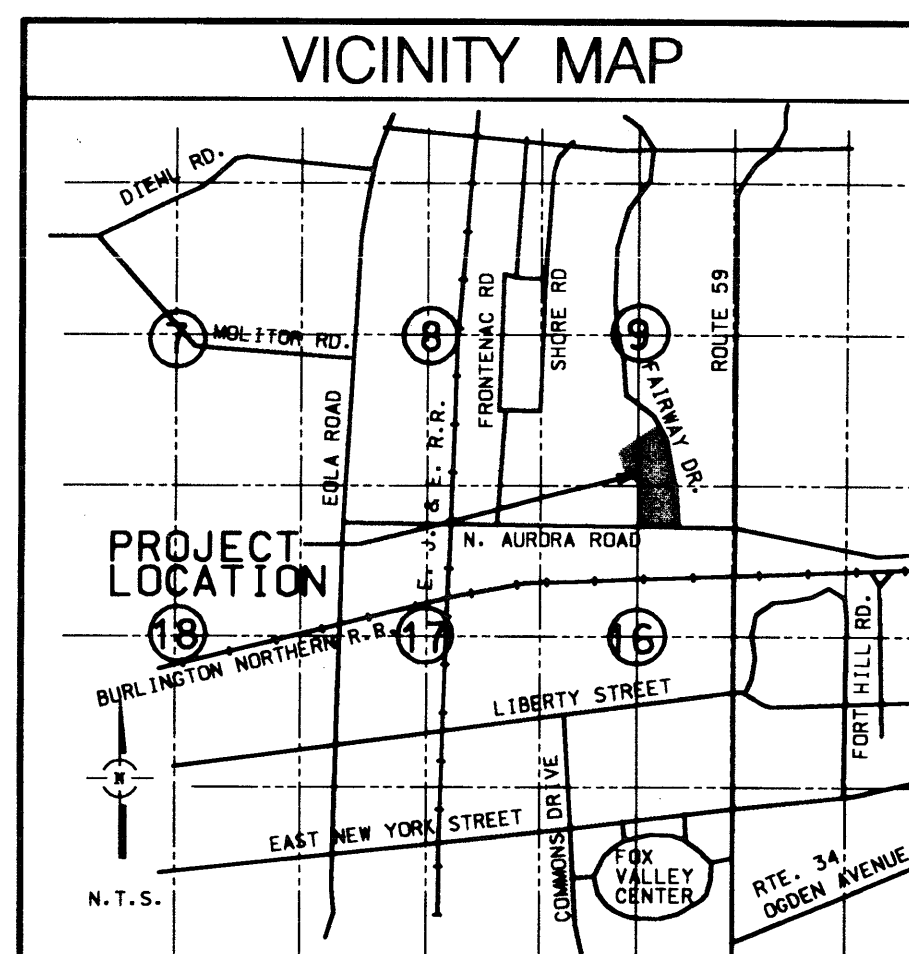 VICINITY MAP
DIEHL RD.
7
MOLITOR RD.
EOLA ROAD
8
E. J. & E. R.R.
FRONTENAC RD
SHORE RD
9
FAIRWAY DR.
ROUTE 59
PROJECT
LOCATION
N. AURORA ROAD
18
BURLINGTON NORTHERN R.R.
17
16
FORT HILL RD.
LIBERTY STREET
N
COMMONS DRIVE
EAST NEW YORK STREET
FOX
VALLEY
CENTER
RTE. 34
OGDEN AVENUE
N.T.S.